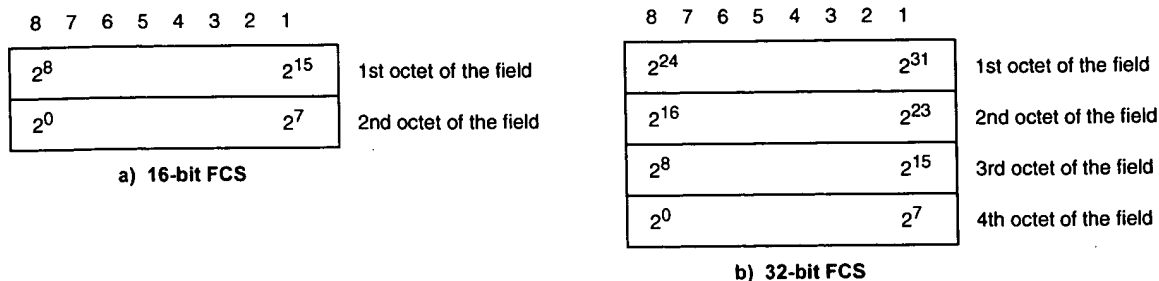 8 7 6 5 4 3 2 1
2^8 2^15 1st octet of the field
2^0 2^7 2nd octet of the field
a) 16-bit FCS
8 7 6 5 4 3 2 1
2^24 2^31 1st octet of the field
2^16 2^23 2nd octet of the field
2^8 2^15 3rd octet of the field
2^0 2^7 4th octet of the field
b) 32-bit FCS